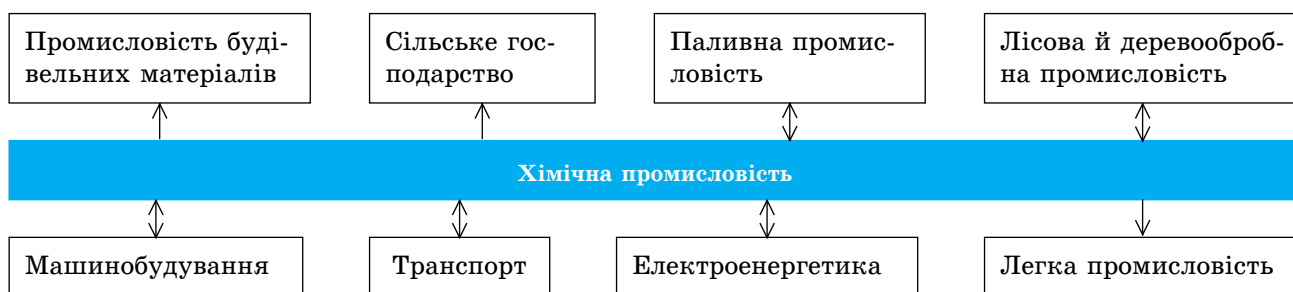 Промисловість буді-
вельних матеріалів
Сільське гос-
подарство
Паливна промис-
ловість
Лісова й деревооброб-
на промисловість
Хімічна промисловість
Машинобудування
Транспорт
Електроенергетика
Легка промисловість